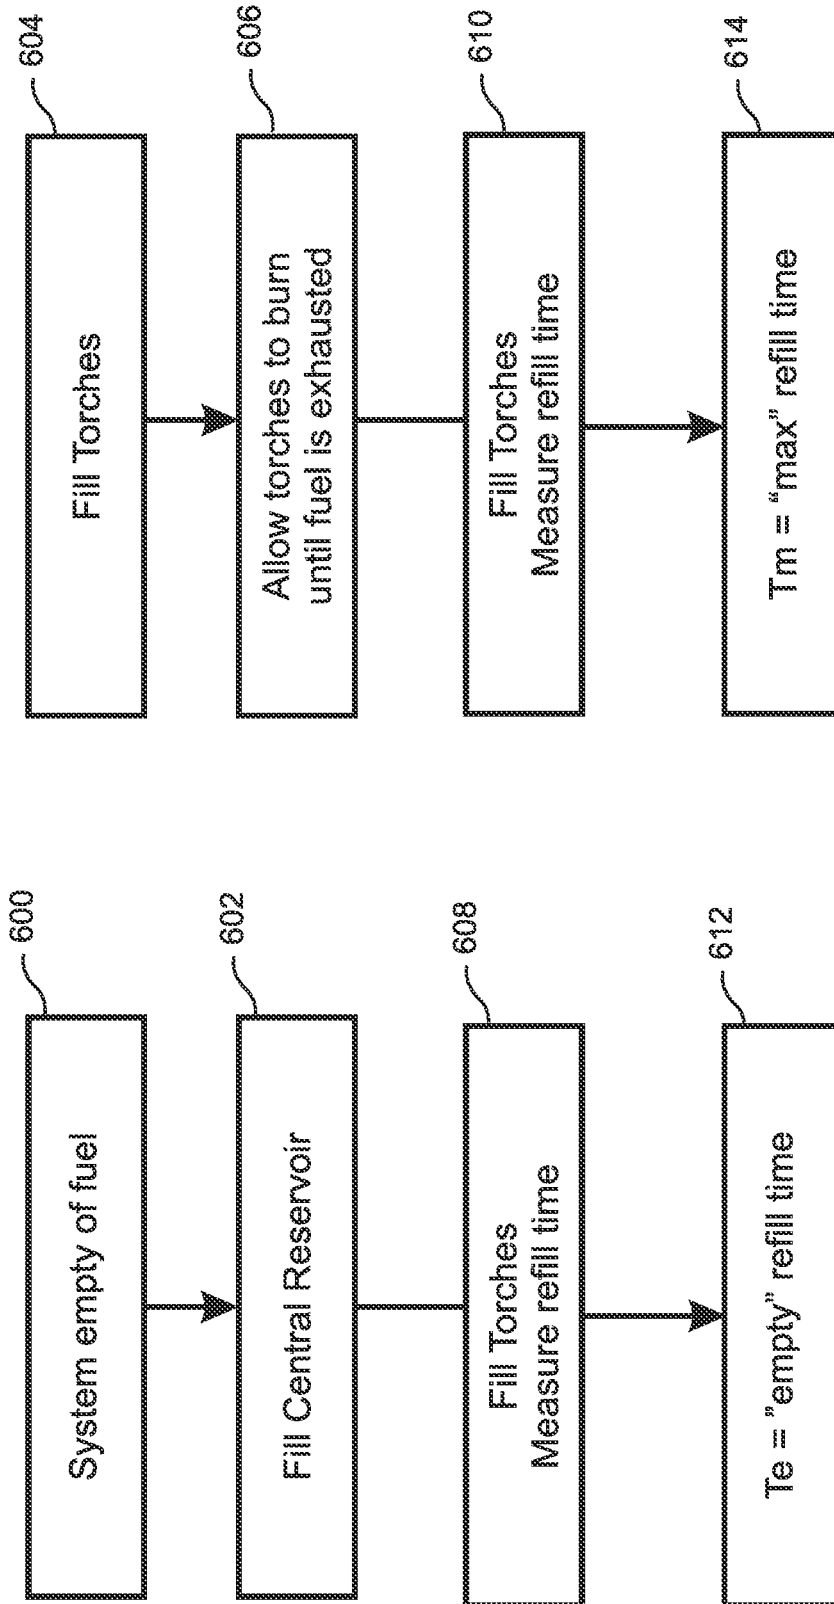 600
System empty of fuel
602
Fill Central Reservoir
608
Fill Torches
Measure refill time
612
Te = ”empty” refill time
604
Fill Torches
606
Allow torches to burn
until fuel is exhausted
610
Fill Torches
Measure refill time
614
Tm = “max” refill time